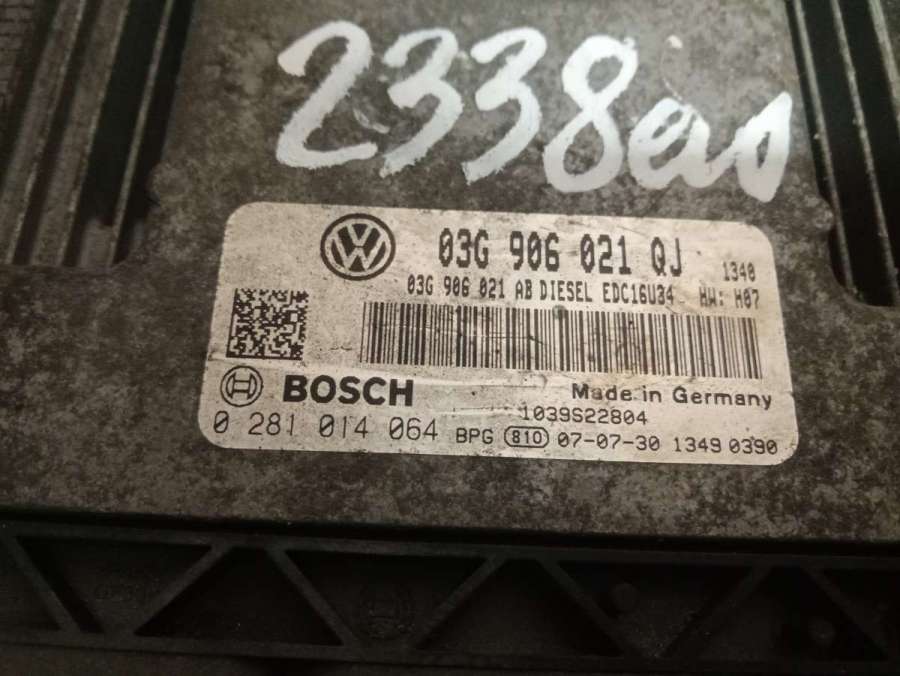 2338eas
03G 906 021 QJ 1340
03G 906 021 AB DIESEL EDC16U34 HW: H07
BOSCH Made in Germany
1039S22804
0 281 014 064 BPG 810 07-07-30 1349 0390